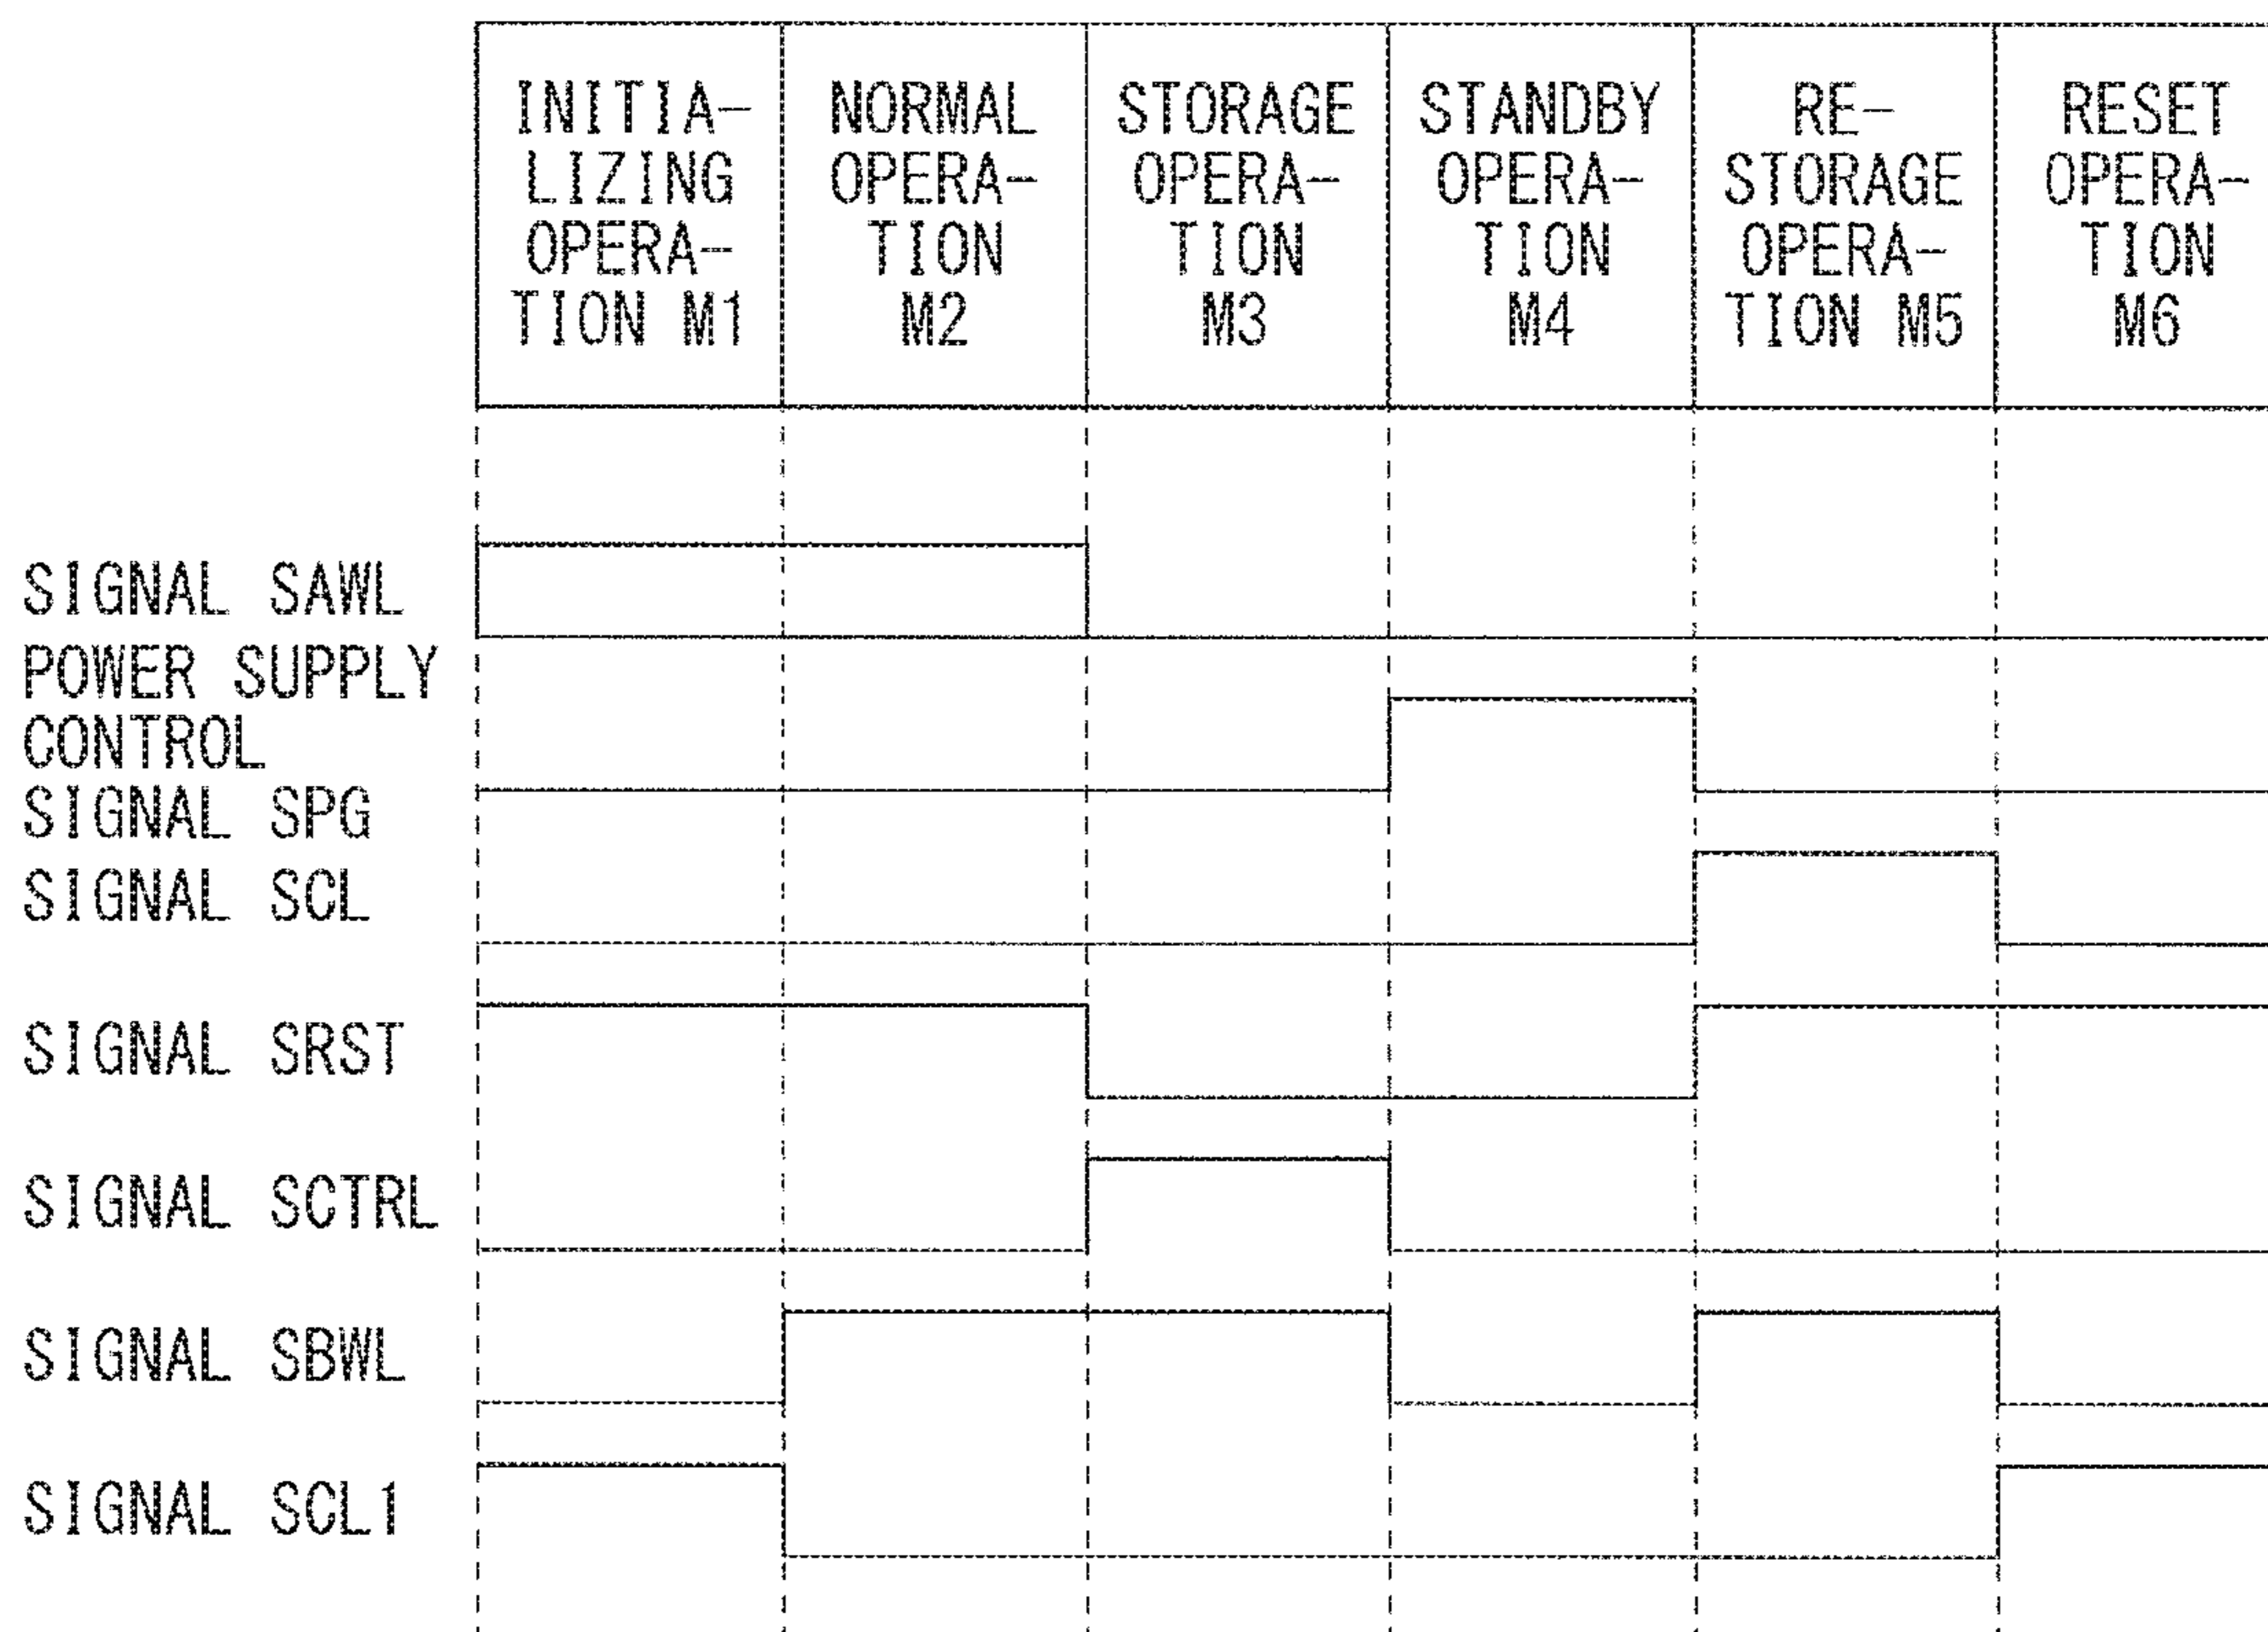 INITIA-
LIZING
OPERA-
TION M1
NORMAL
OPERA-
TION
M2
STORAGE
OPERA-
TION
M3
STANDBY
OPERA-
TION
M4
RE-
STORAGE
OPERA-
TION M5
RESET
OPERA-
TION
M6
SIGNAL SAWL
POWER SUPPLY
CONTROL
SIGNAL SPG
SIGNAL SCL
SIGNAL SRST
SIGNAL SCTRL
SIGNAL SBWL
SIGNAL SCL1